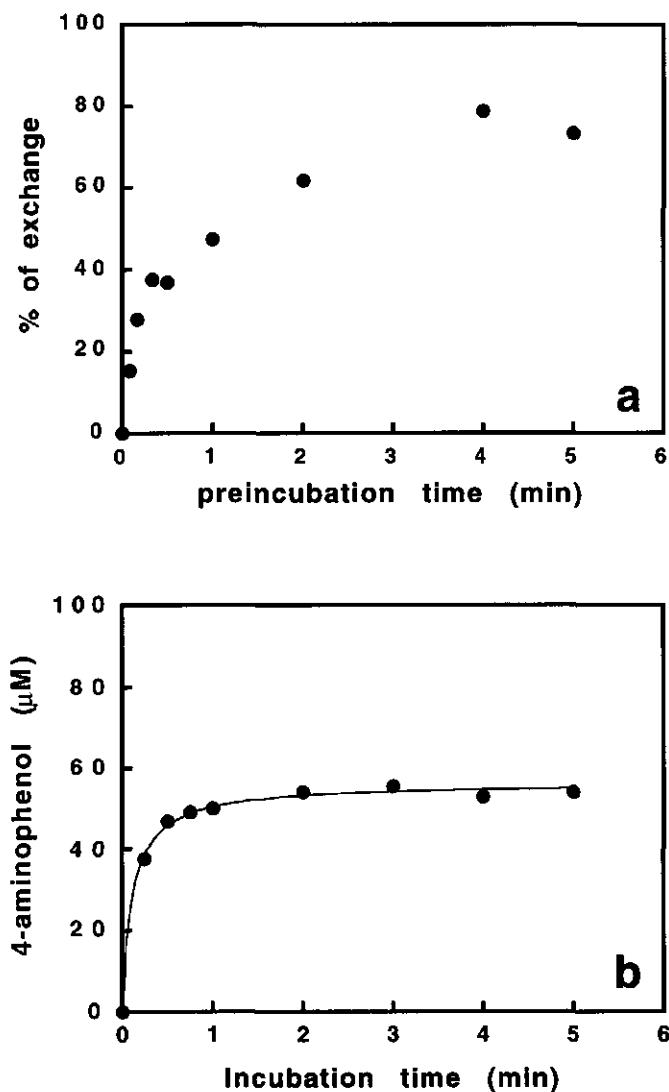 100
80
60
40
20
0
% of exchange
0 1 2 3 4 5 6
preincubation time (min)
a
100
80
60
40
20
0
4-aminophenol (μM)
0 1 2 3 4 5 6
Incubation time (min)
b